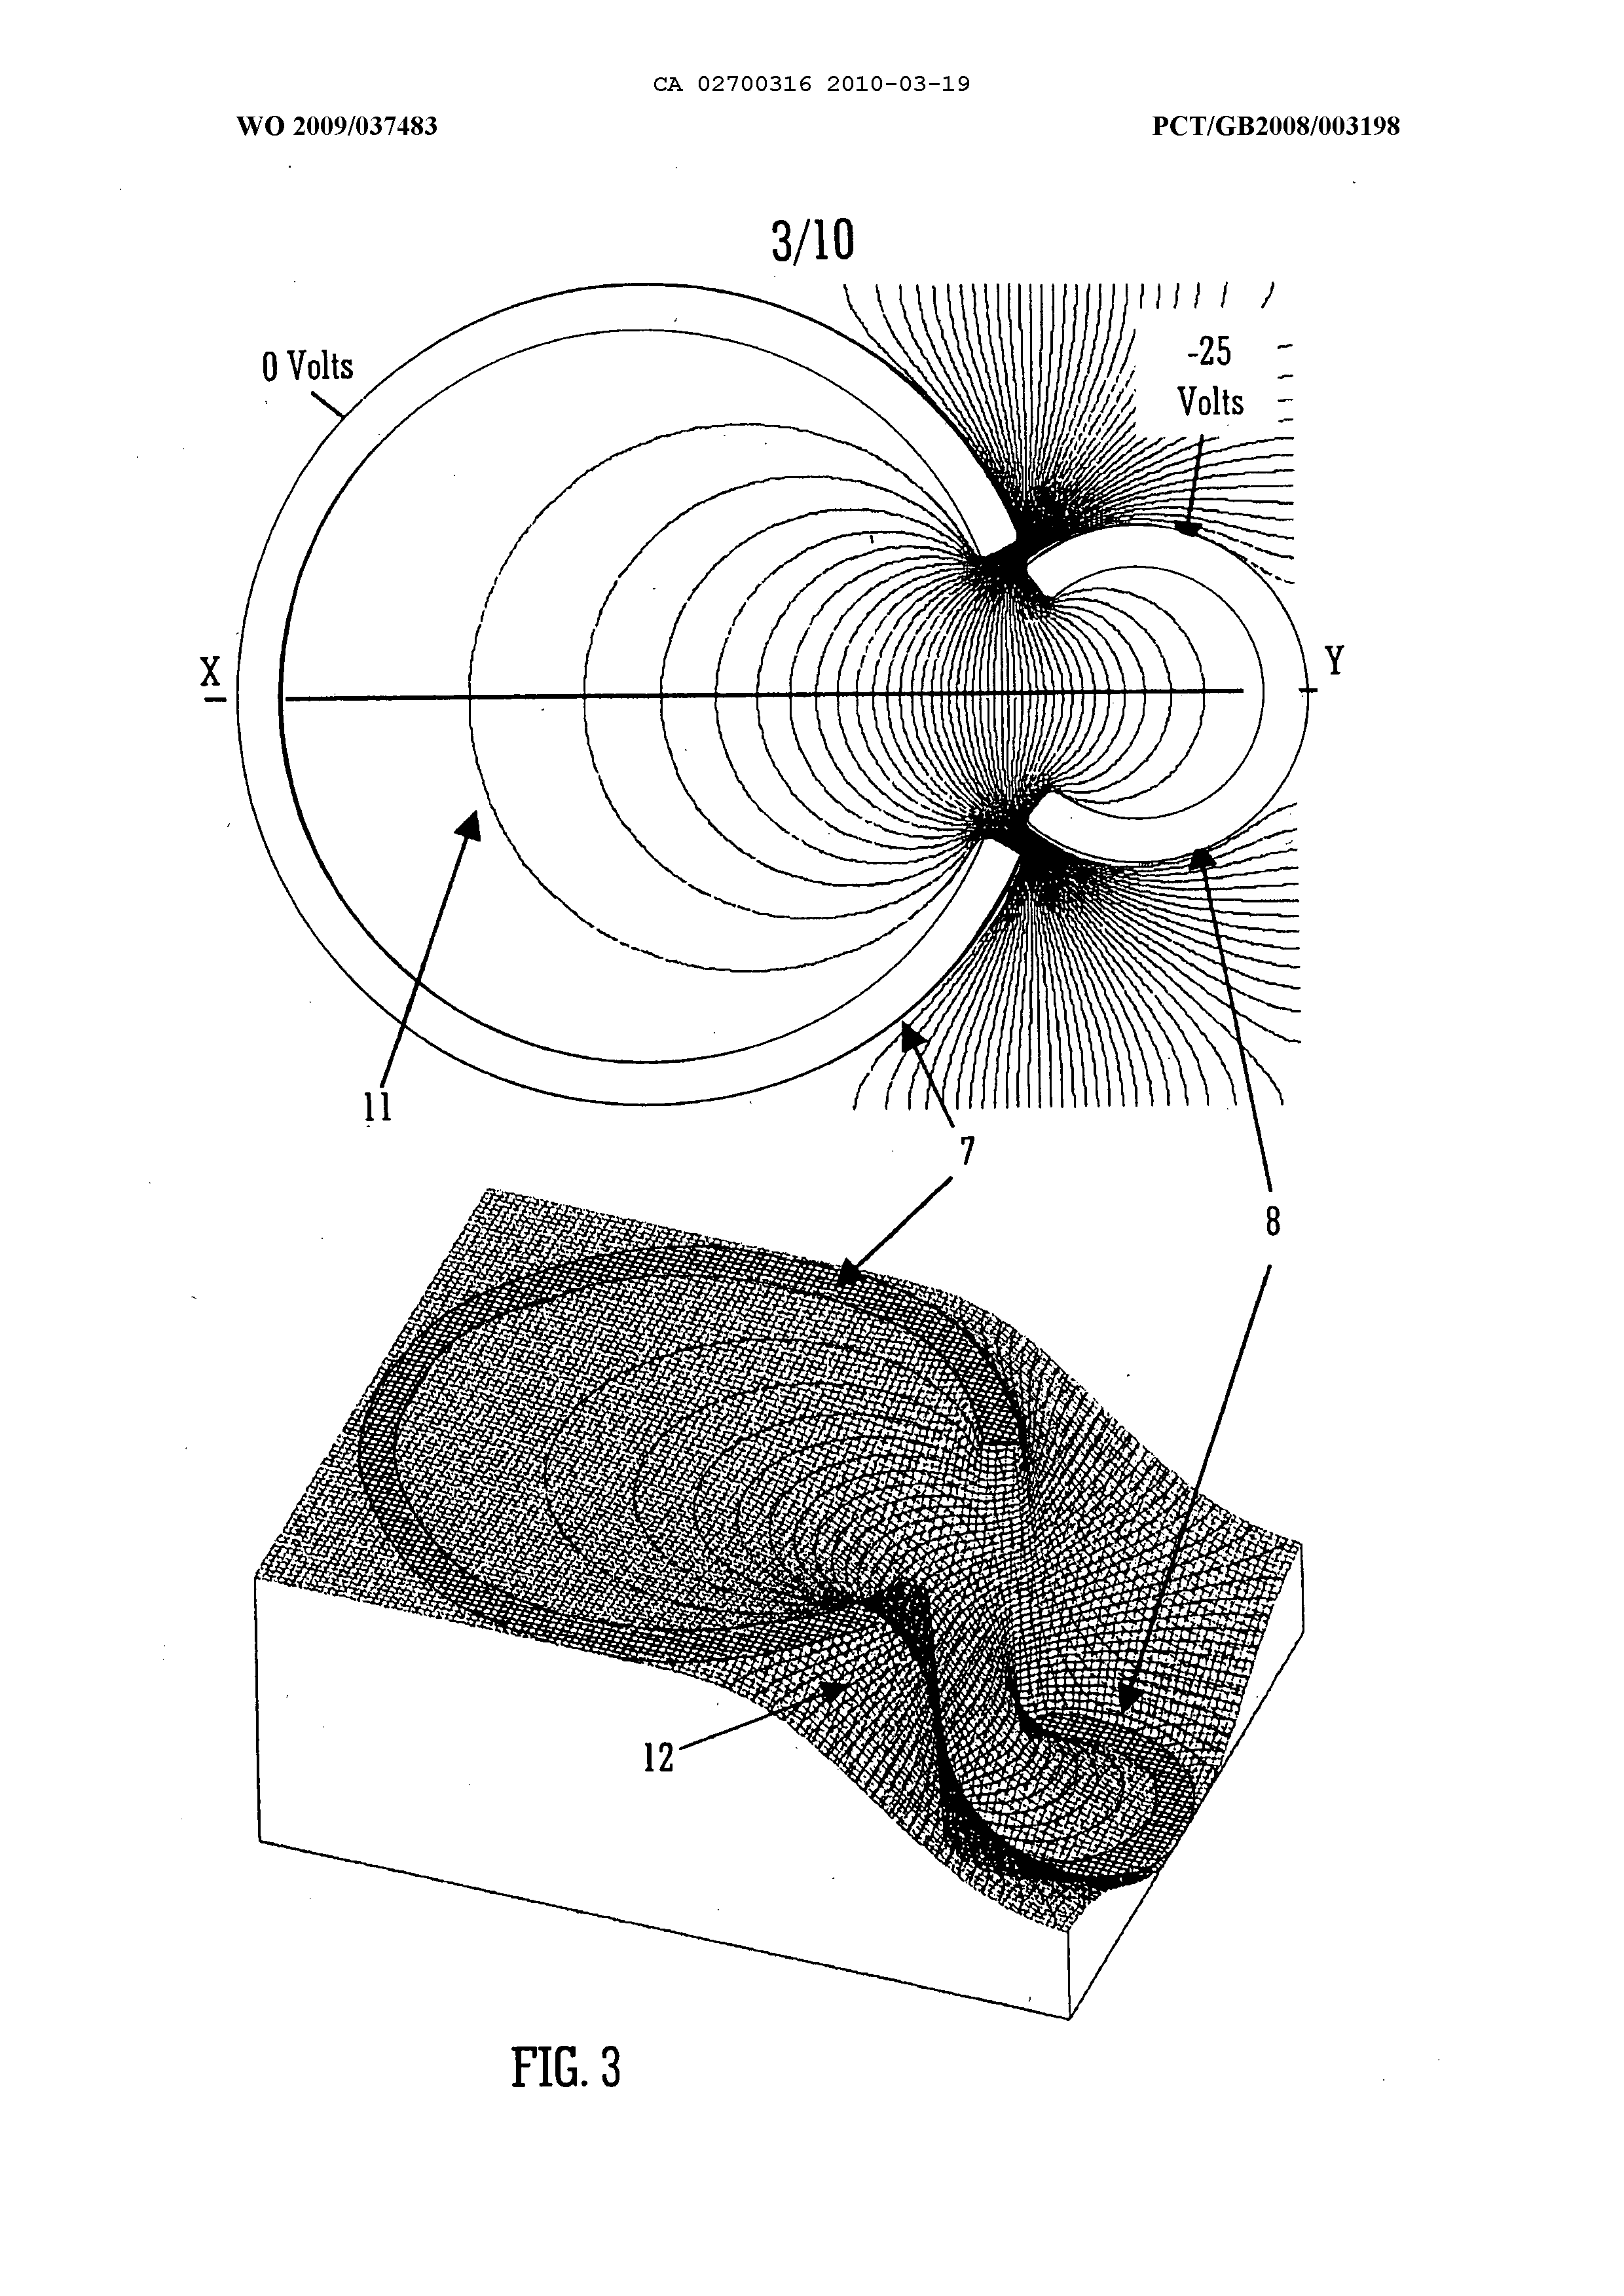 CA 02700316 2010-03-19
WO 2009/037483
PCT/GB2008/003198
3/10
0 Volts
-25
Volts
X
Y
11
7
8
12
FIG. 3